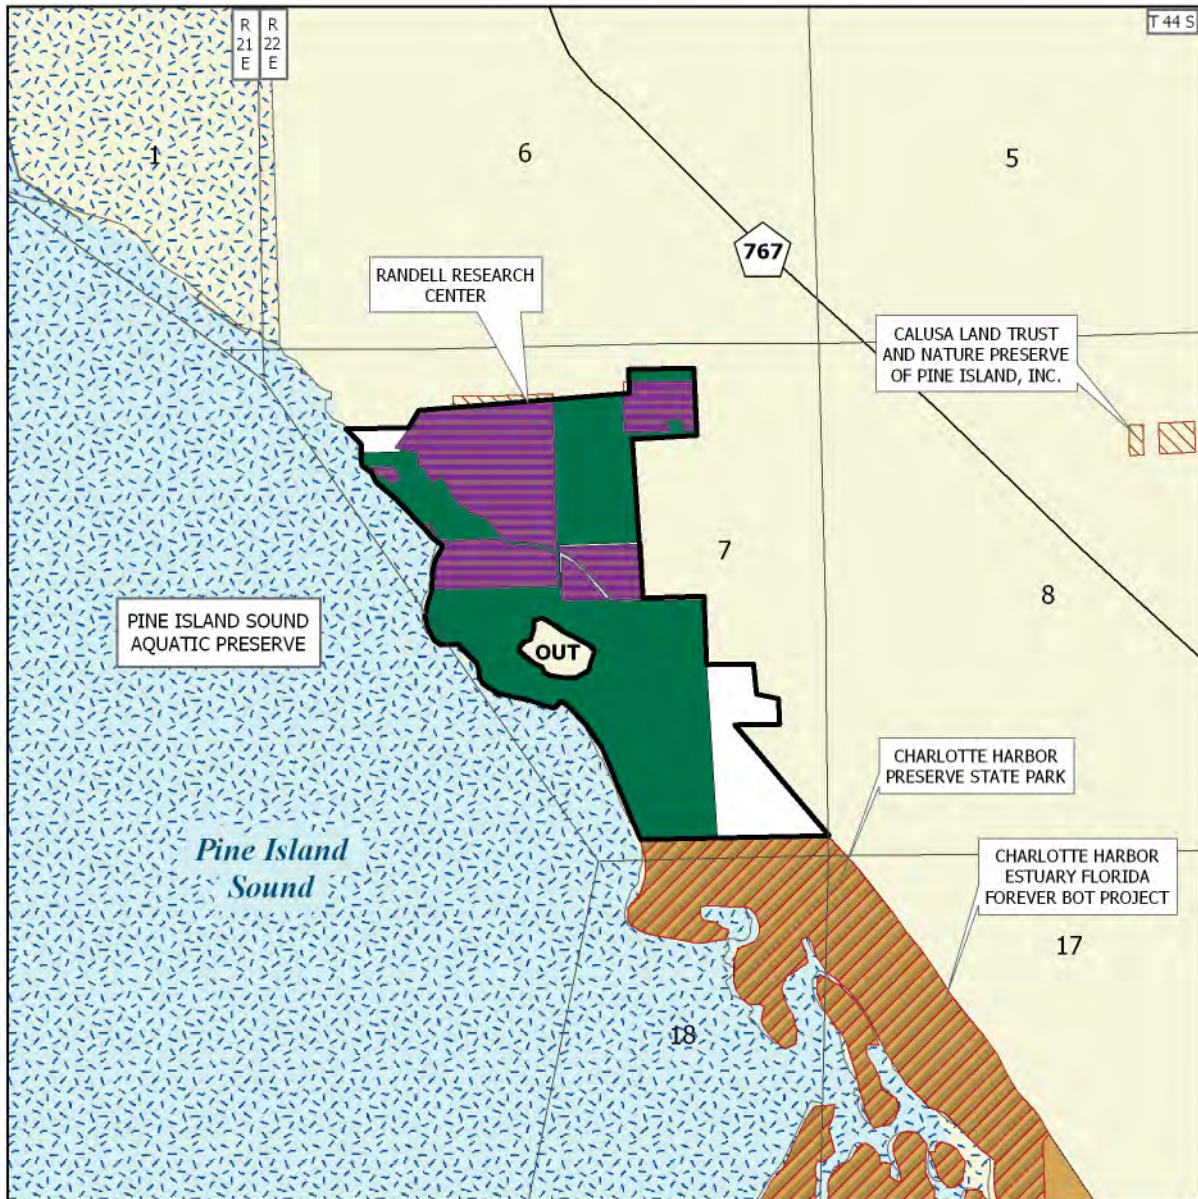 R
21
E
R
22
E
T 44 S
1
6
5
767
RANDELL RESEARCH
CENTER
CALUSA LAND TRUST
AND NATURE PRESERVE
OF PINE ISLAND, INC.
7
8
PINE ISLAND SOUND
AQUATIC PRESERVE
OUT
CHARLOTTE HARBOR
PRESERVE STATE PARK
Pine Island
Sound
CHARLOTTE HARBOR
ESTUARY FLORIDA
FOREVER BOT PROJECT
17
18